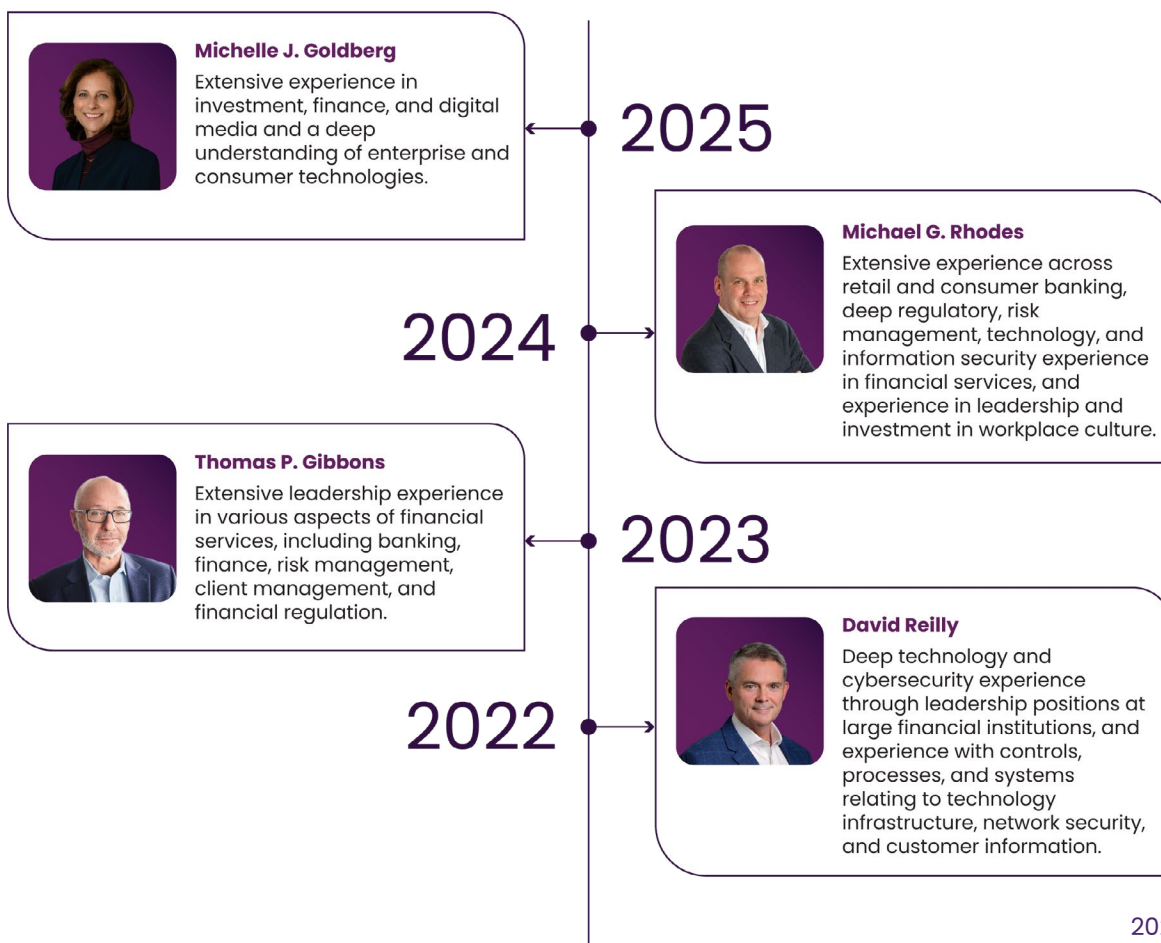 Michelle J. Goldberg
Extensive experience in
investment, finance, and digital
media and a deep
understanding of enterprise and
consumer technologies.
2025
Michael G. Rhodes
Extensive experience across
retail and consumer banking,
deep regulatory, risk
management, technology, and
information security experience
in financial services, and
experience in leadership and
investment in workplace culture.
2024
Thomas P. Gibbons
Extensive leadership experience
in various aspects of financial
services, including banking,
finance, risk management,
client management, and
financial regulation.
2023
David Reilly
Deep technology and
cybersecurity experience
through leadership positions at
large financial institutions, and
experience with controls,
processes, and systems
relating to technology
infrastructure, network security,
and customer information.
2022
20